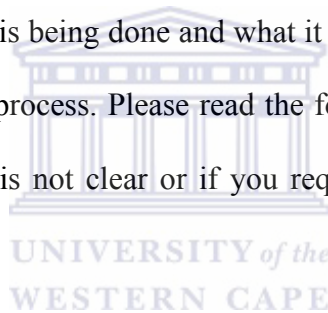 is being done and what it
process. Please read the fo
is not clear or if you req
UNIVERSITY of the
WESTERN CAPE